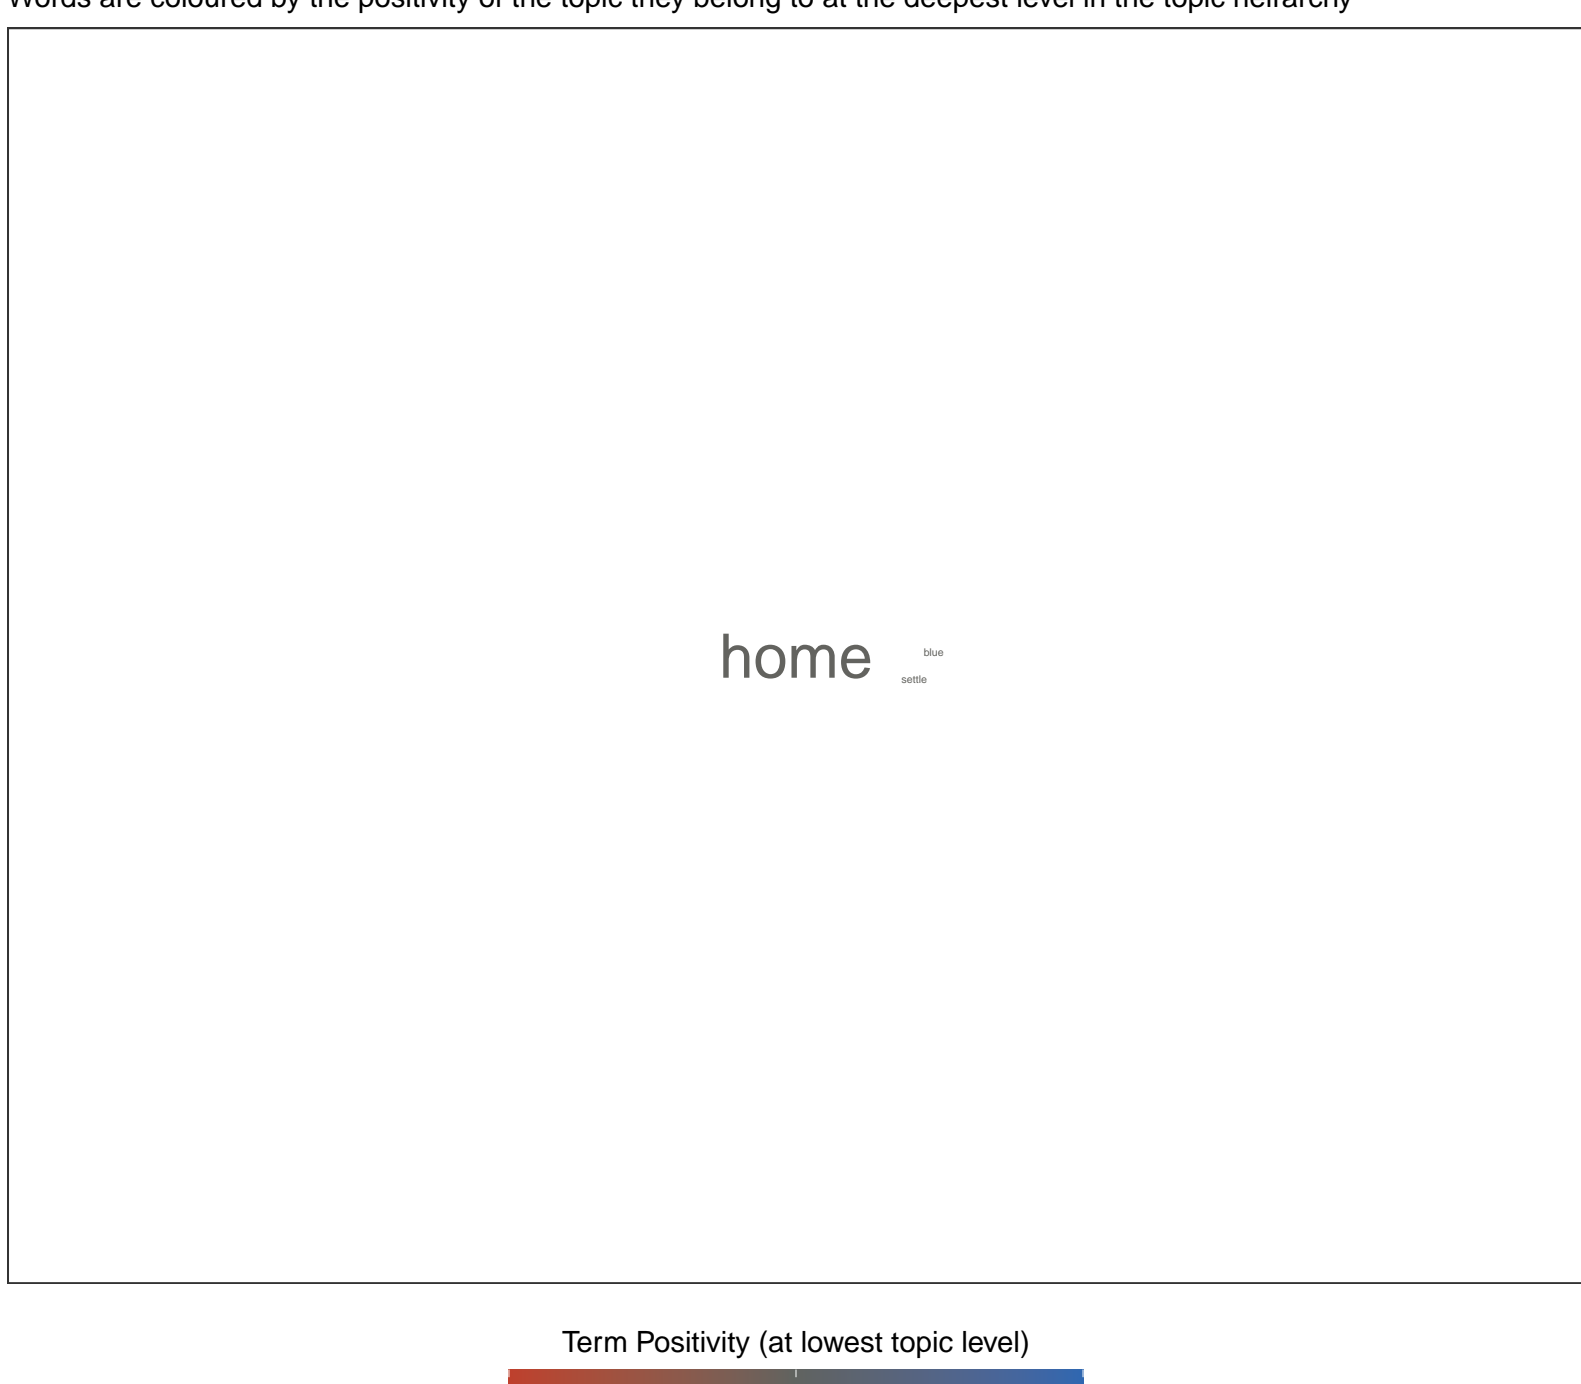 Words are coloured by the positivity of the topic they belong to at the deepest level in the topic heirarchy
home
blue
settle
Term Positivity (at lowest topic level)